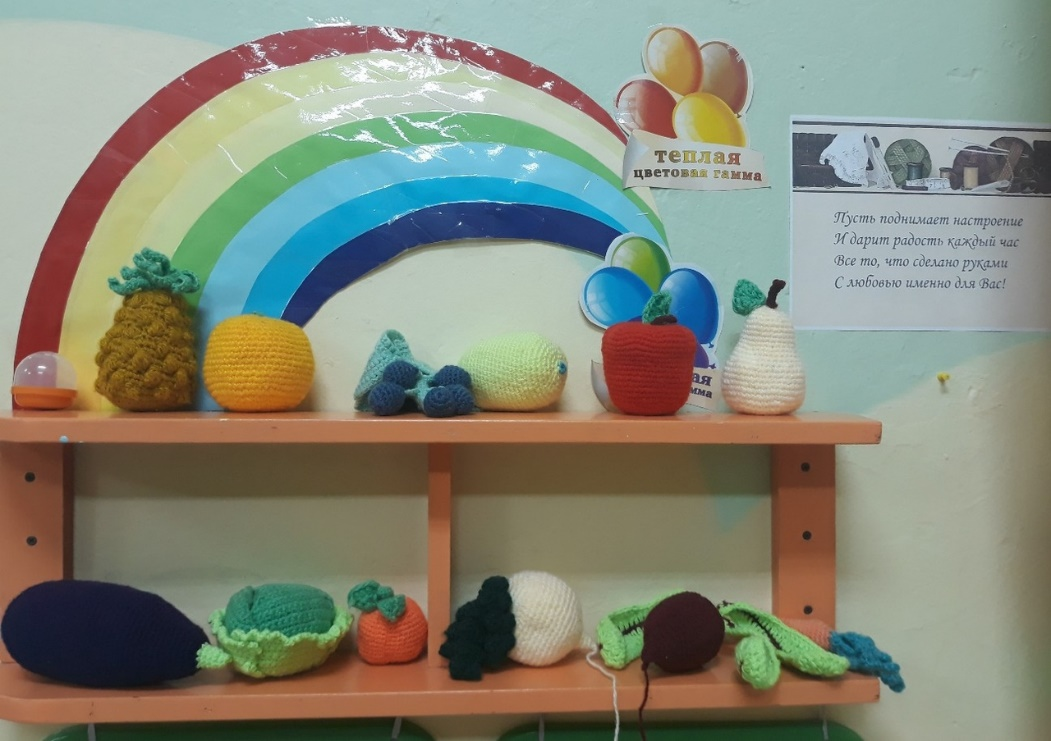 теплая
цветовая гамма
Пусть поднимает настроение
И дарит радость каждый час
Все то, что сделано руками
С любовью именно для Вас!